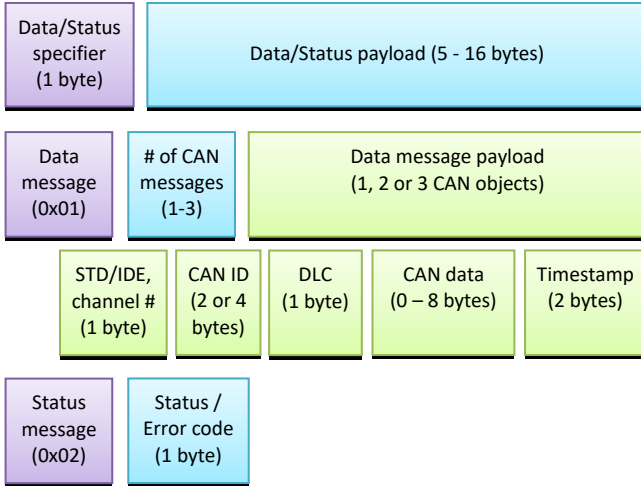 Data/Status
specifier
(1 byte)
Data/Status payload (5 - 16 bytes)
Data
message
(0x01)
# of CAN
messages
(1-3)
Data message payload
(1, 2 or 3 CAN objects)
STD/IDE,
channel #
(1 byte)
CAN ID
(2 or 4
bytes)
DLC
(1 byte)
CAN data
(0 – 8 bytes)
Timestamp
(2 bytes)
Status
message
(0x02)
Status /
Error code
(1 byte)